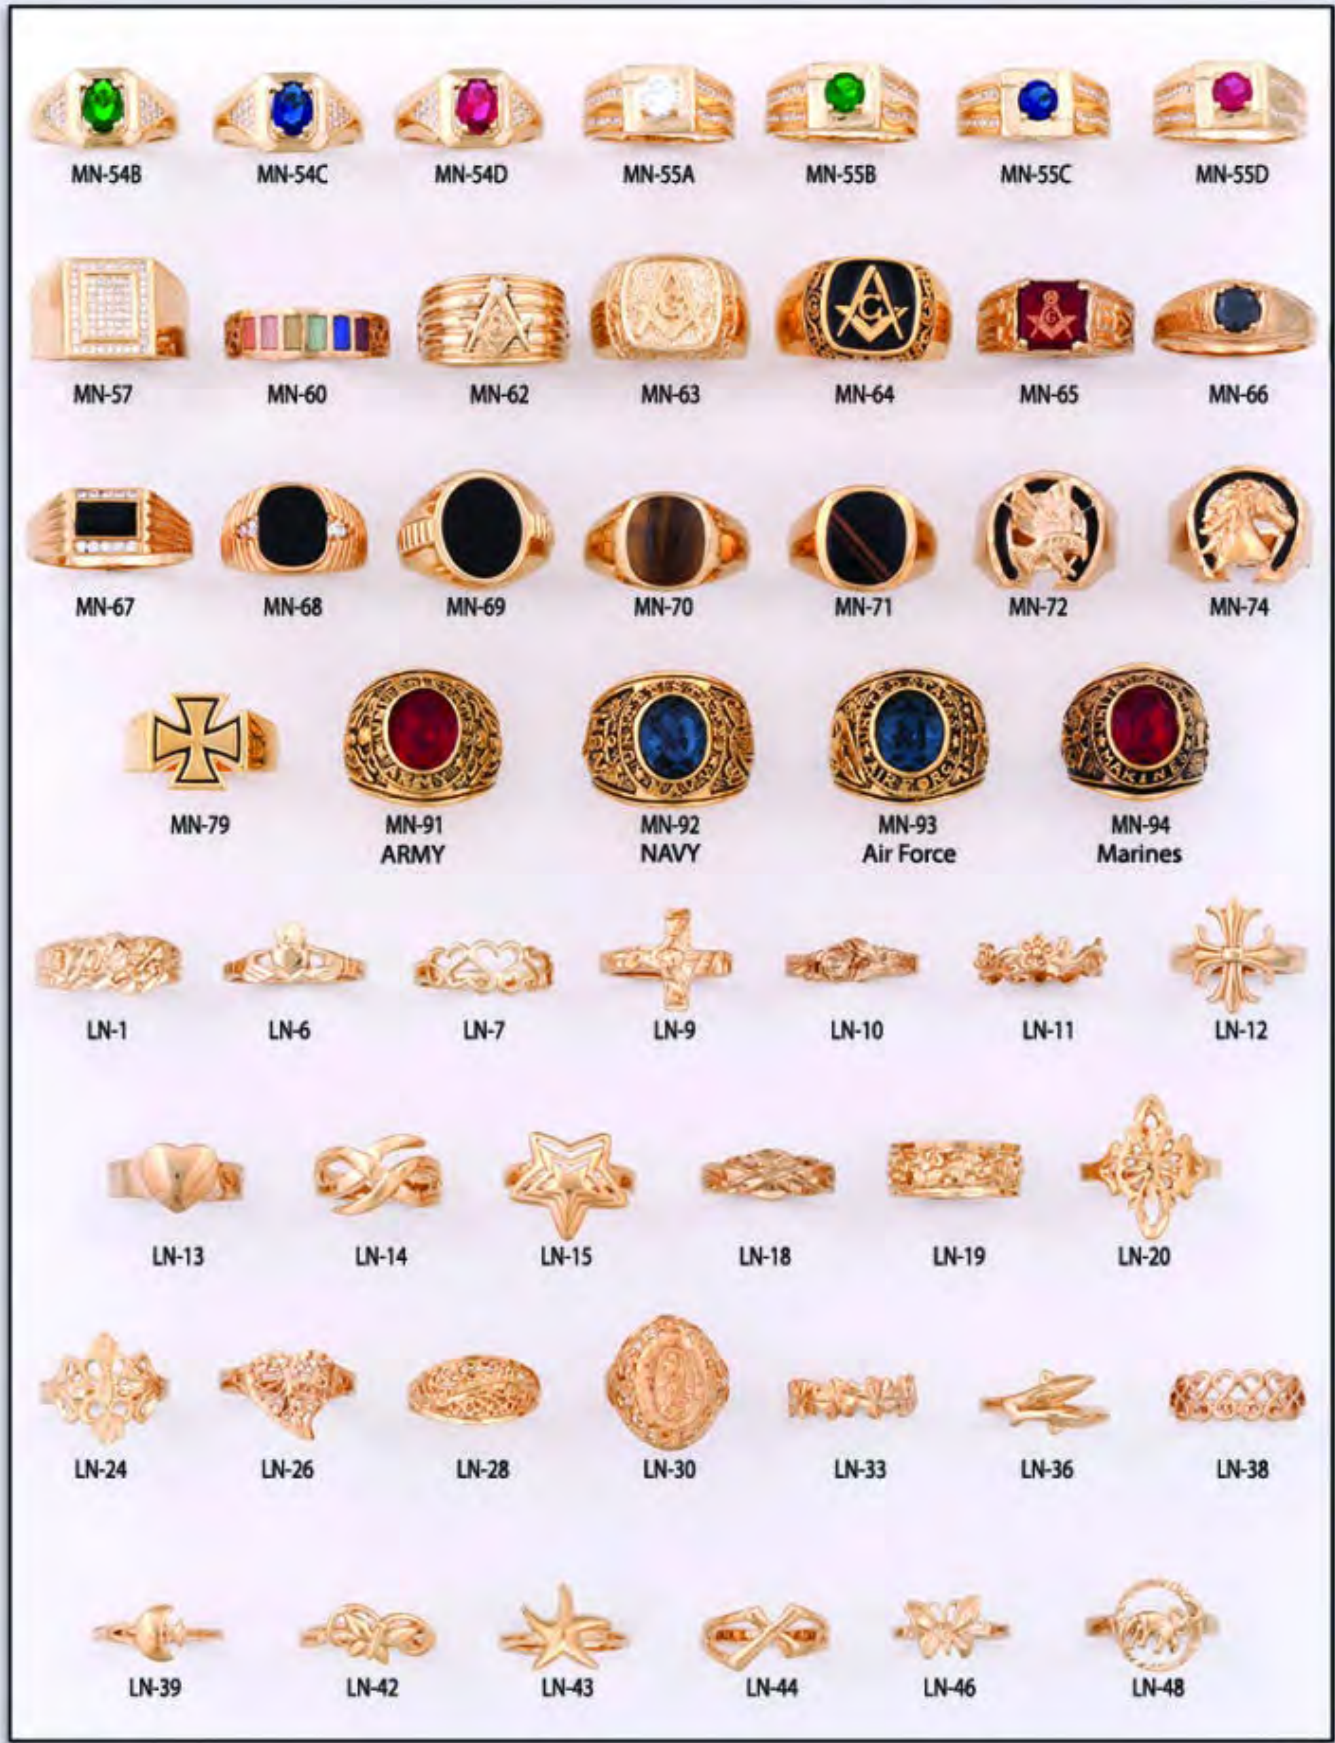 MN-54B MN-54C MN-54D MN-55A MN-55B MN-55C MN-55D
MN-57 MN-60 MN-62 MN-63 MN-64 MN-65 MN-66
G G G
MN-67 MN-68 MN-69 MN-70 MN-71 MN-72 MN-74
ARMY AIR FORCE MARINE
MN-79 MN-91 MN-92 MN-93 MN-94
ARMY NAVY Air Force Marines
LN-1 LN-6 LN-7 LN-9 LN-10 LN-11 LN-12
LN-13 LN-14 LN-15 LN-18 LN-19 LN-20
LN-24 LN-26 LN-28 LN-30 LN-33 LN-36 LN-38
LN-39 LN-42 LN-43 LN-44 LN-46 LN-48